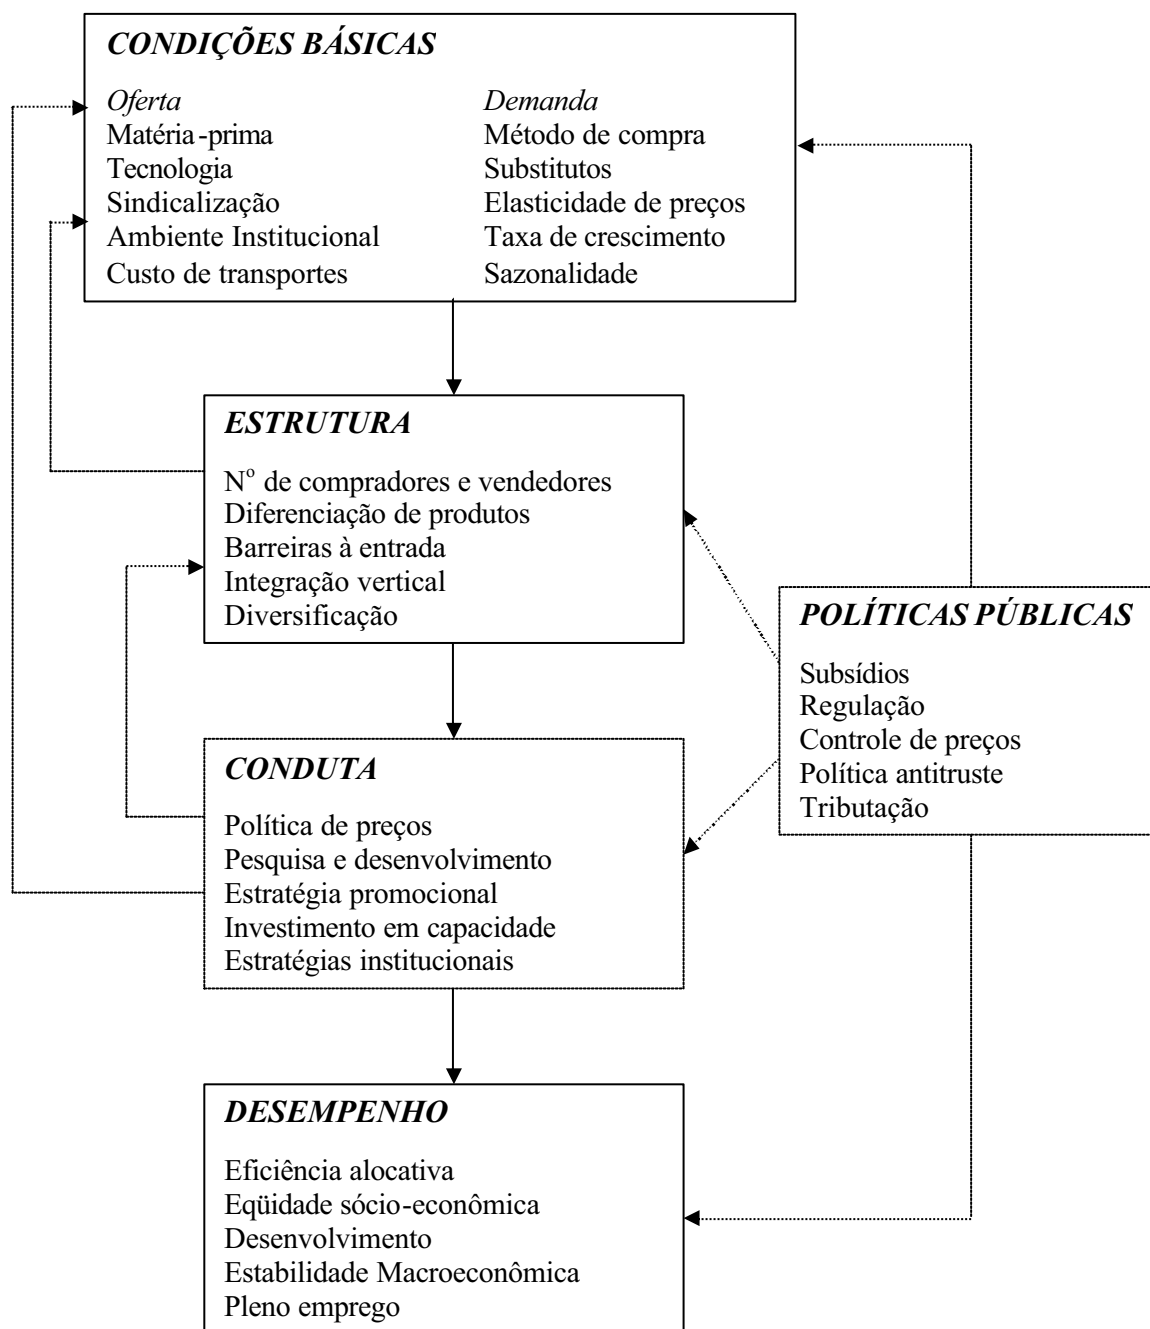 CONDIÇÕES BÁSICAS
Oferta
Matéria-prima
Tecnologia
Sindicalização
Ambiente Institucional
Custo de transportes
Demanda
Método de compra
Substitutos
Elasticidade de preços
Taxa de crescimento
Sazonalidade
ESTRUTURA
Nº de compradores e vendedores
Diferenciação de produtos
Barreiras à entrada
Integração vertical
Diversificação
POLÍTICAS PÚBLICAS
Subsídios
Regulação
Controle de preços
Política antitruste
Tributação
CONDUTA
Política de preços
Pesquisa e desenvolvimento
Estratégia promocional
Investimento em capacidade
Estratégias institucionais
DESEMPENHO
Eficiência alocativa
Eqüidade sócio-econômica
Desenvolvimento
Estabilidade Macroeconômica
Pleno emprego